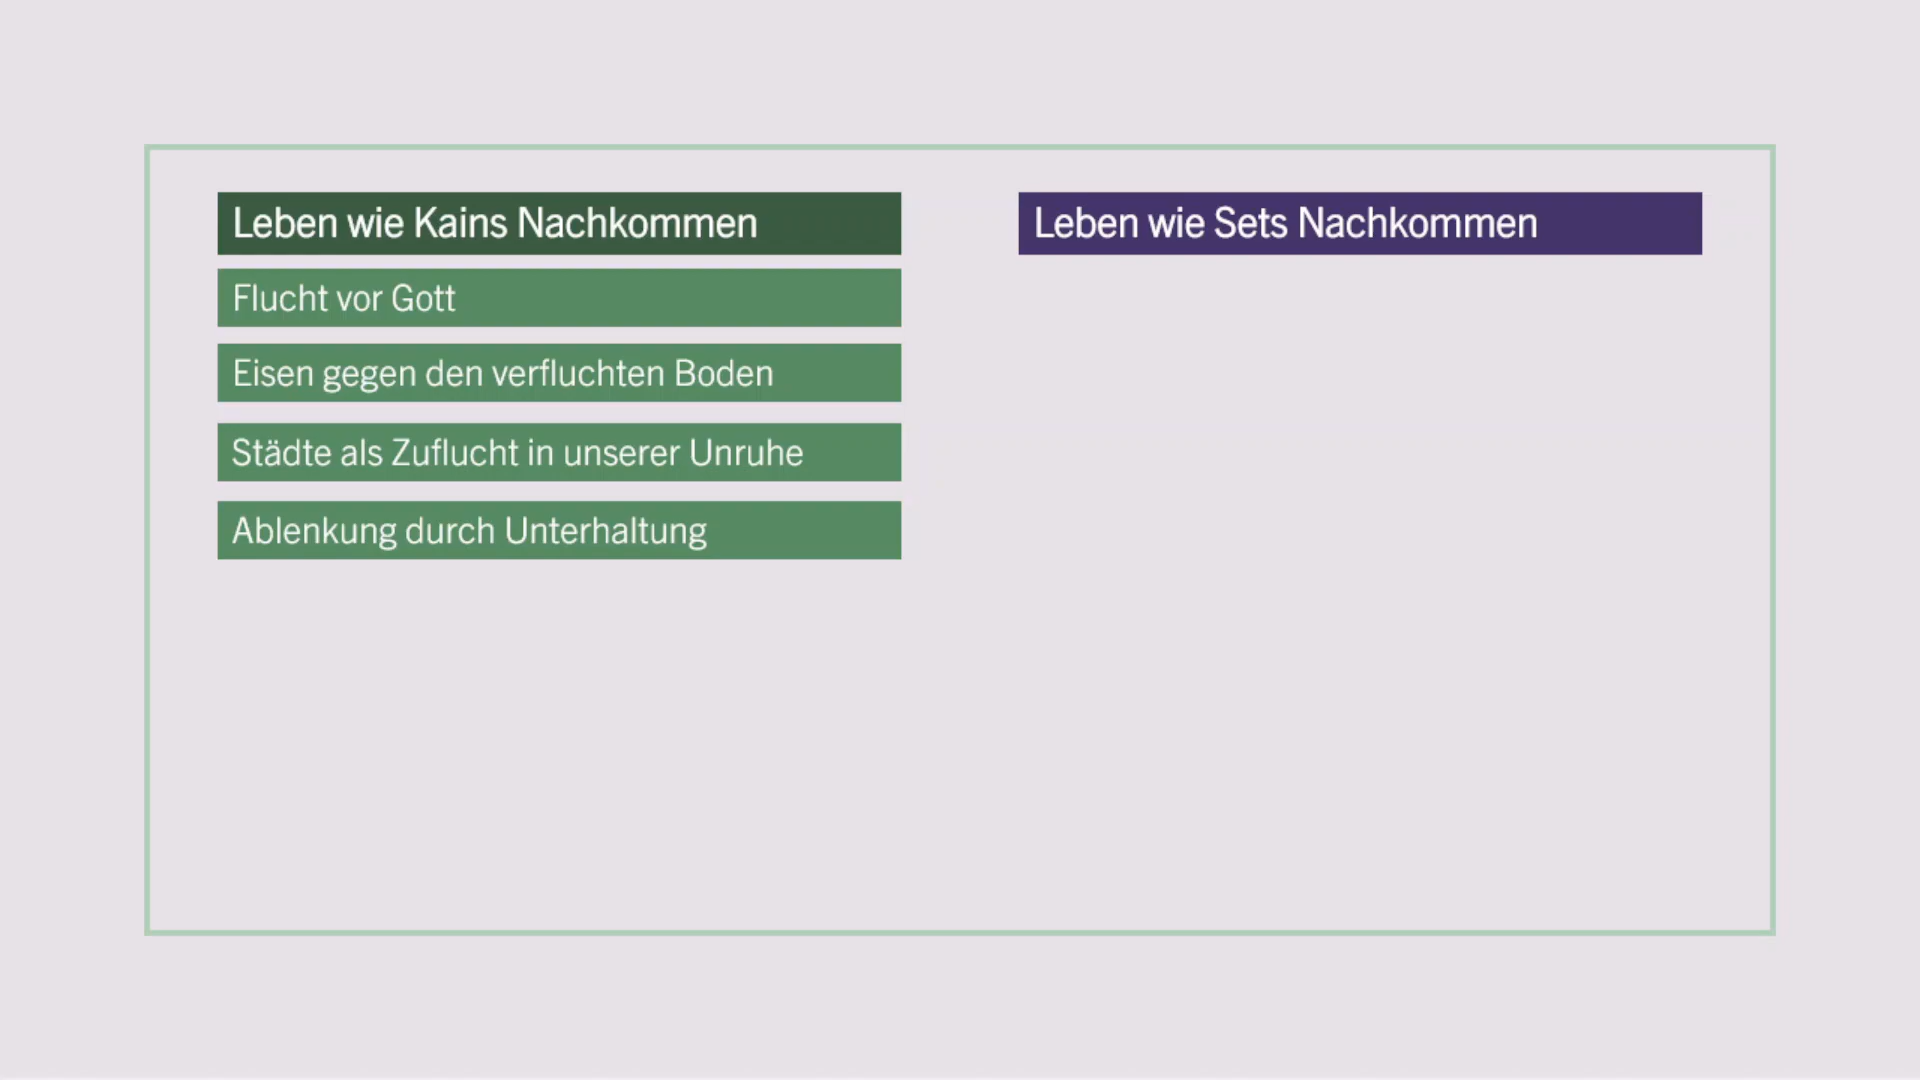 Leben wie Kains Nachkommen
Flucht vor Gott
Eisen gegen den verfluchten Boden
Städte als Zuflucht in unserer Unruhe
Ablenkung durch Unterhaltung
Leben wie Sets Nachkommen